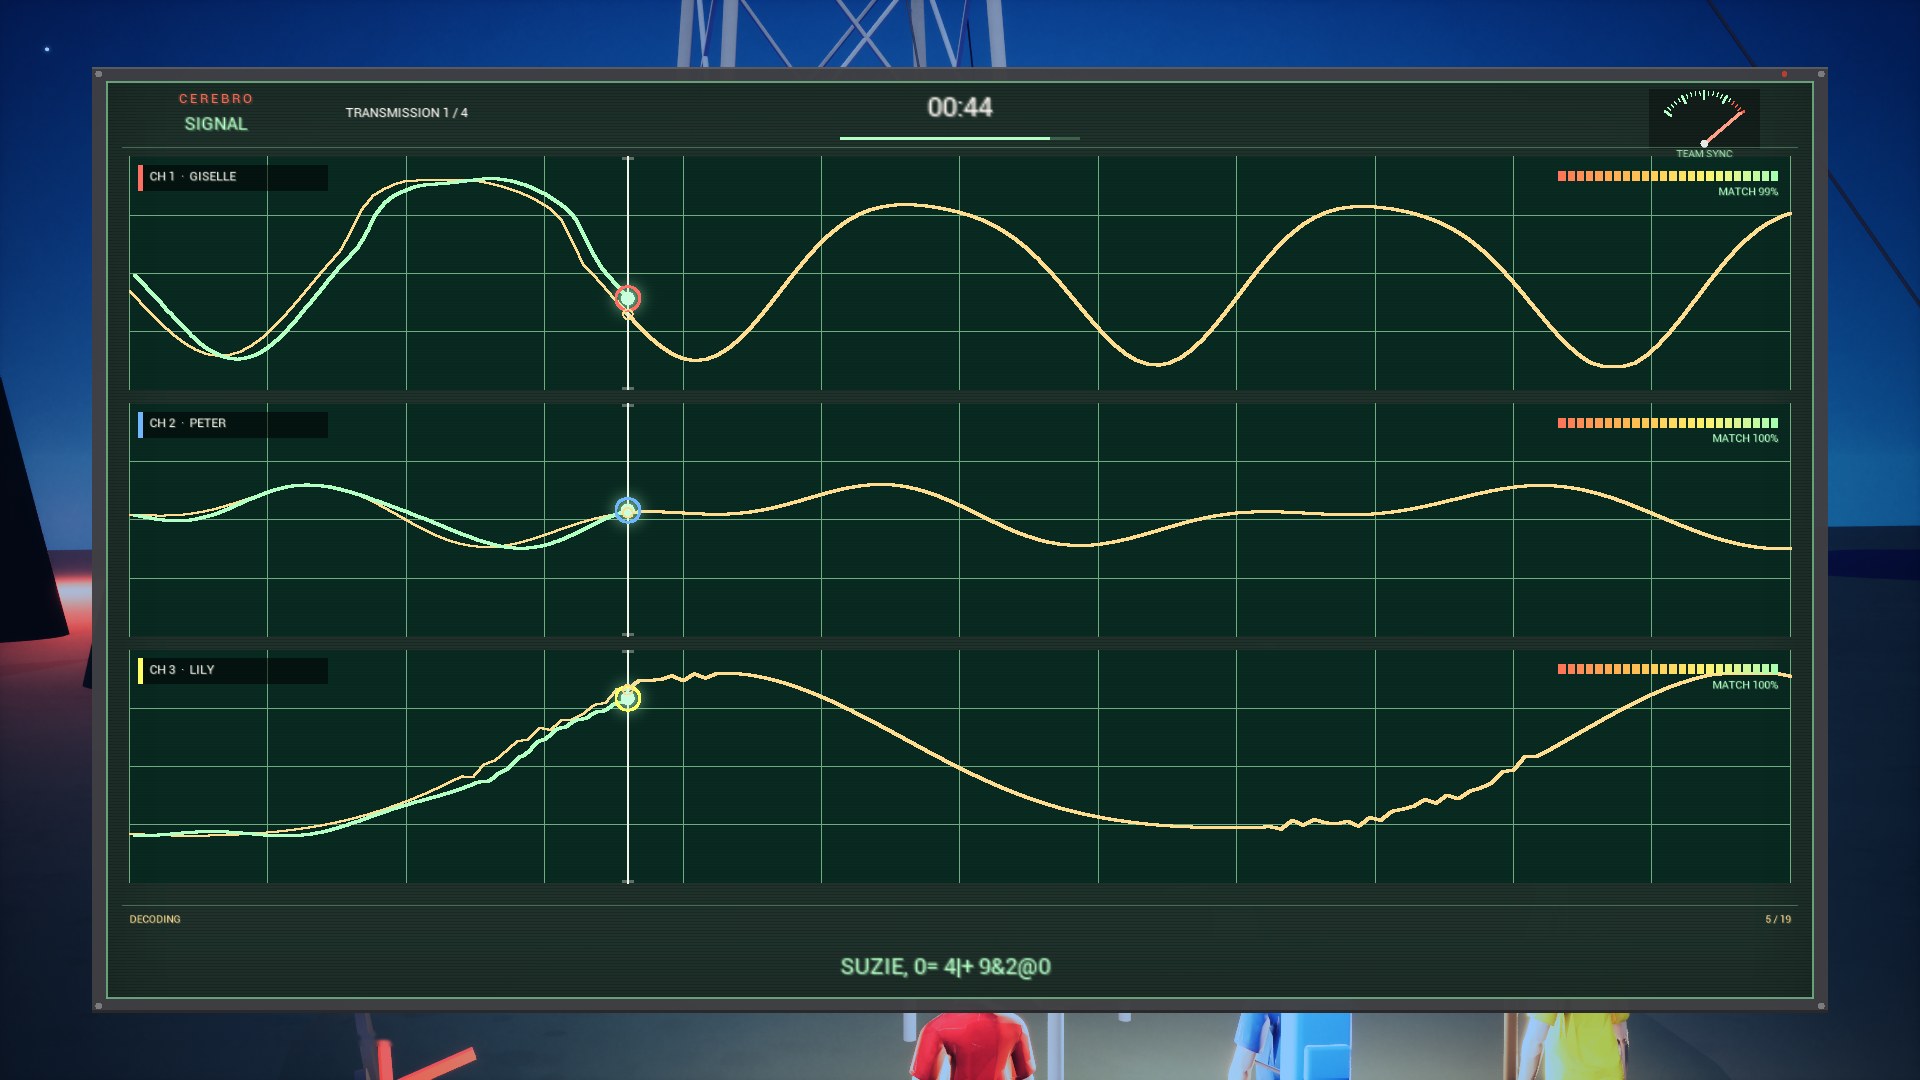 CEREBRO
SIGNAL
TRANSMISSION 1 / 4
00:44
TEAM SYNC
CH 1 · GISELLE
MATCH 99%
CH 2 · PETER
MATCH 100%
CH 3 · LILY
MATCH 100%
DECODING
5 / 19
SUZIE, 0= 4|+ 9&2@0